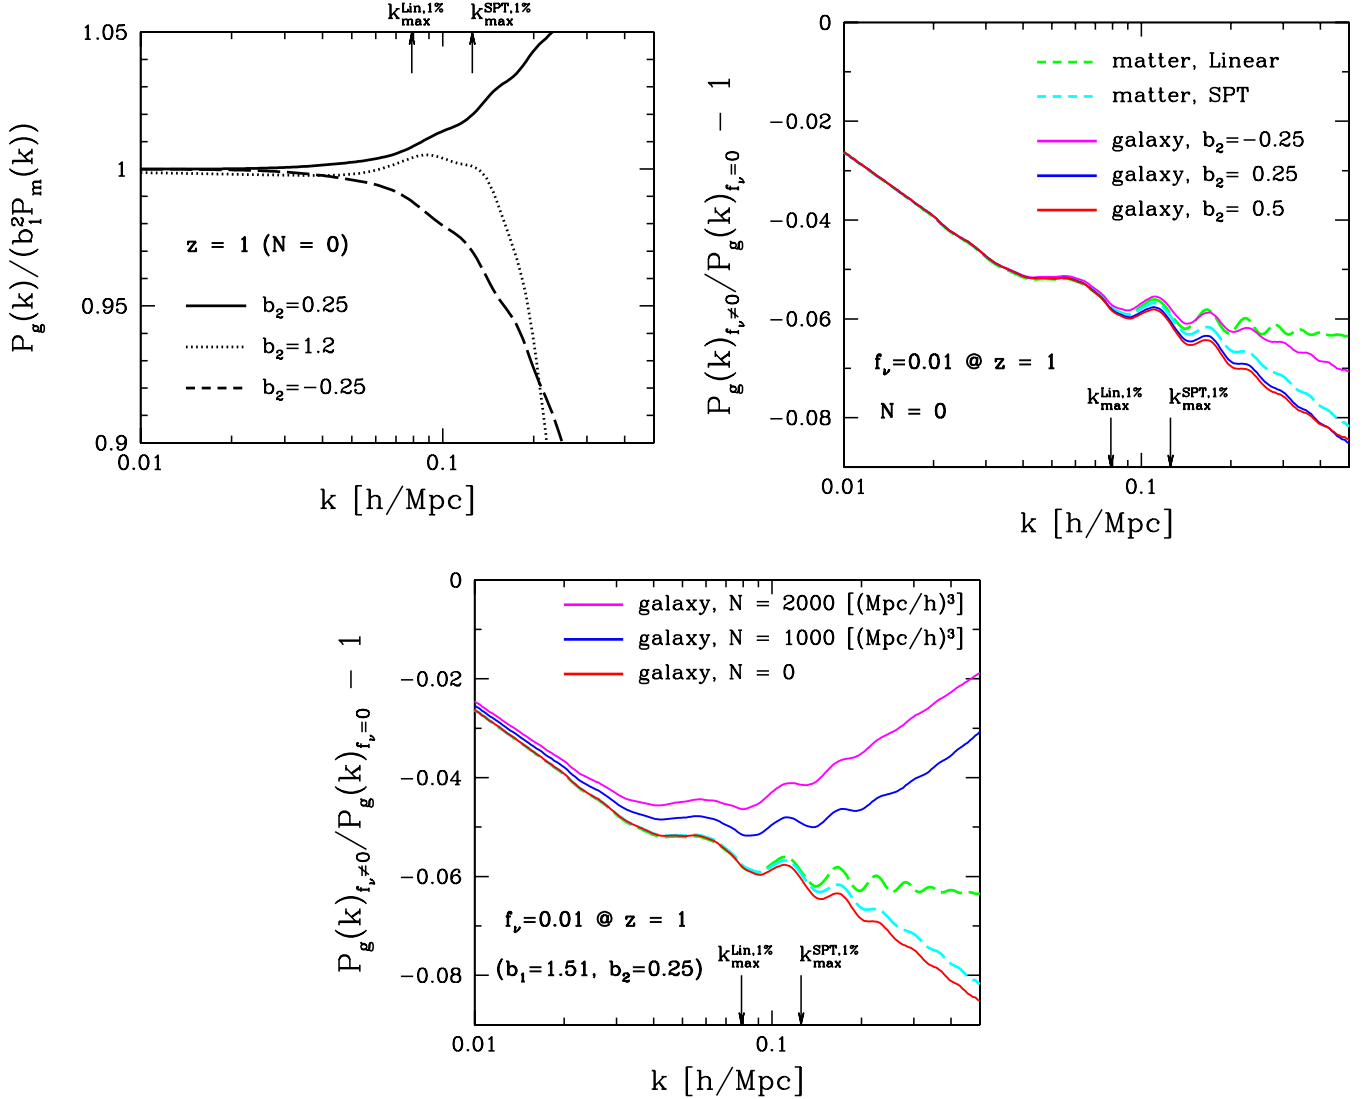 k_max^Lin,1% k_max^SPT,1%
1.05
1
0.95
0.9
P_g(k)/(b_1^2P_m(k))
z = 1 (N = 0)
b_2=0.25
b_2=1.2
b_2=-0.25
0.01 0.1
k [h/Mpc]
0
-0.02
-0.04
-0.06
-0.08
P_g(k)_{f_ν≠0}/P_g(k)_{f_ν=0} - 1
matter, Linear
matter, SPT
galaxy, b_2=-0.25
galaxy, b_2= 0.25
galaxy, b_2= 0.5
f_ν=0.01 @ z = 1
k_max^Lin,1% k_max^SPT,1%
N = 0
0.01 0.1
k [h/Mpc]
0
-0.02
-0.04
-0.06
-0.08
P_g(k)_{f_ν≠0}/P_g(k)_{f_ν=0} - 1
galaxy, N = 2000 [(Mpc/h)³]
galaxy, N = 1000 [(Mpc/h)³]
galaxy, N = 0
f_ν=0.01 @ z = 1
k_max^Lin,1% k_max^SPT,1%
(b_1=1.51, b_2=0.25)
0.01 0.1
k [h/Mpc]